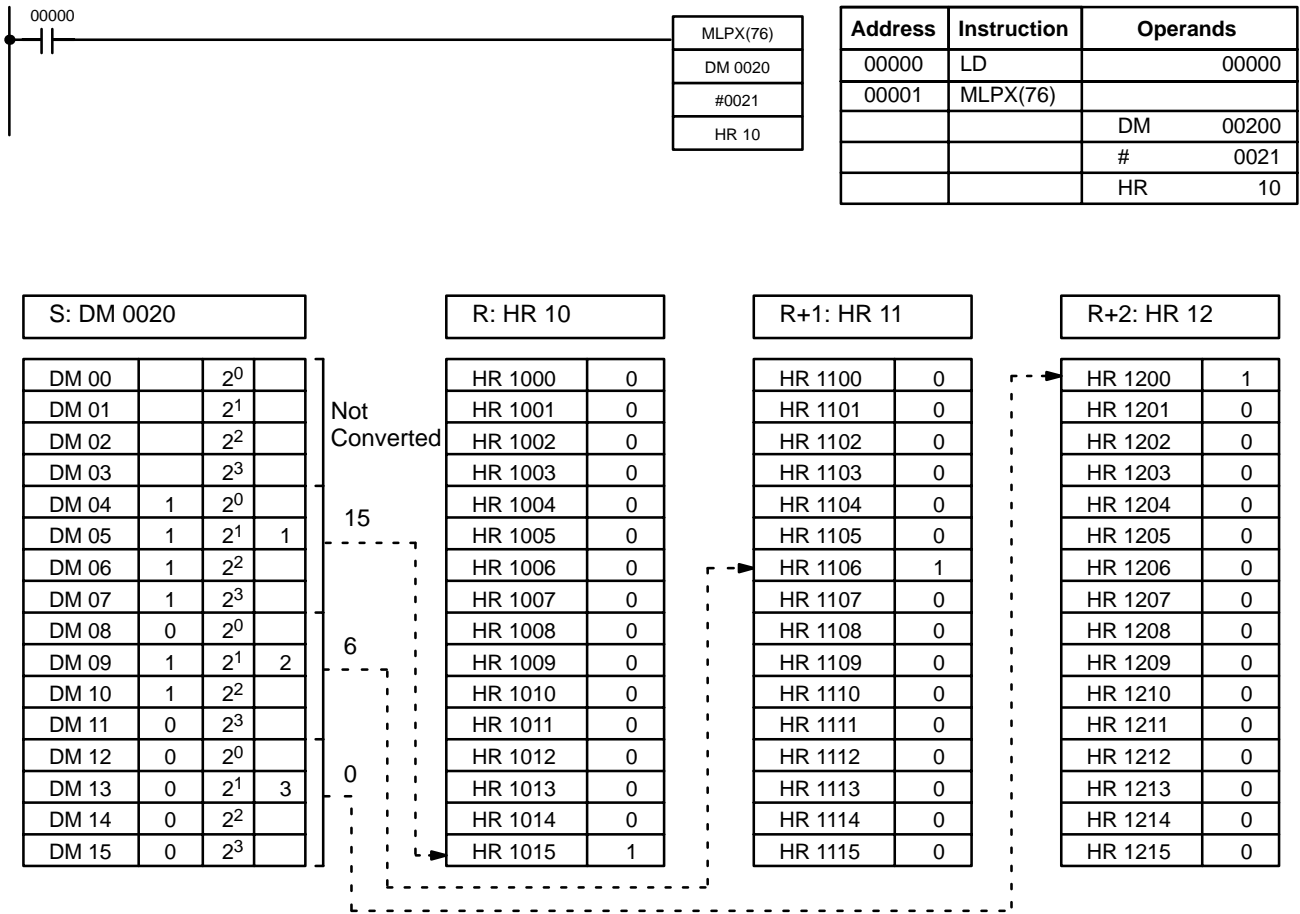 00000
MLPX(76)
DM 0020
#0021
HR 10
Address Instruction Operands
00000 LD 00000
00001 MLPX(76)
DM 00200
# 0021
HR 10
S: DM 0020 R: HR 10 R+1: HR 11 R+2: HR 12
DM 00 2⁰ HR 1000 0 HR 1100 0 HR 1200 1
DM 01 2¹ Not HR 1001 0 HR 1101 0 HR 1201 0
DM 02 2² Converted HR 1002 0 HR 1102 0 HR 1202 0
DM 03 2³ HR 1003 0 HR 1103 0 HR 1203 0
DM 04 1 2⁰ 15 HR 1004 0 HR 1104 0 HR 1204 0
DM 05 1 2¹ 1 HR 1005 0 HR 1105 0 HR 1205 0
DM 06 1 2² HR 1006 0 HR 1106 1 HR 1206 0
DM 07 1 2³ HR 1007 0 HR 1107 0 HR 1207 0
DM 08 0 2⁰ 6 HR 1008 0 HR 1108 0 HR 1208 0
DM 09 1 2¹ 2 HR 1009 0 HR 1109 0 HR 1209 0
DM 10 1 2² HR 1010 0 HR 1110 0 HR 1210 0
DM 11 0 2³ HR 1011 0 HR 1111 0 HR 1211 0
DM 12 0 2⁰ HR 1012 0 HR 1112 0 HR 1212 0
DM 13 0 2¹ 3 0 HR 1013 0 HR 1113 0 HR 1213 0
DM 14 0 2² HR 1014 0 HR 1114 0 HR 1214 0
DM 15 0 2³ HR 1015 1 HR 1115 0 HR 1215 0